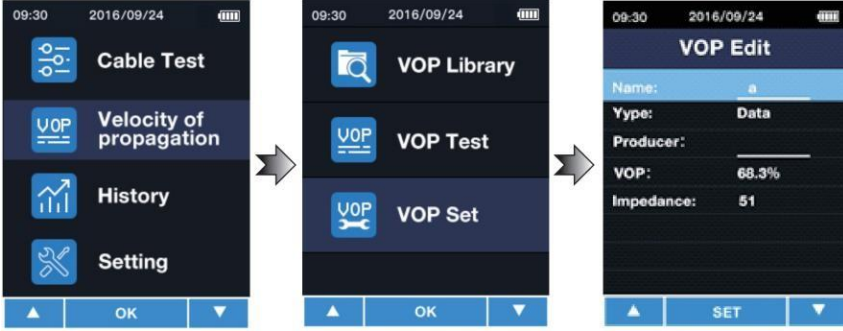 09:30 2016/09/24
Cable Test
VOP
Velocity of
propagation
History
Setting
OK
09:30 2016/09/24
VOP Library
VOP
VOP Test
VOP
VOP Set
OK
09:30 2016/09/24
VOP Edit
Name: a
Yype: Data
Producer:
VOP: 68.3%
Impedance: 51
SET